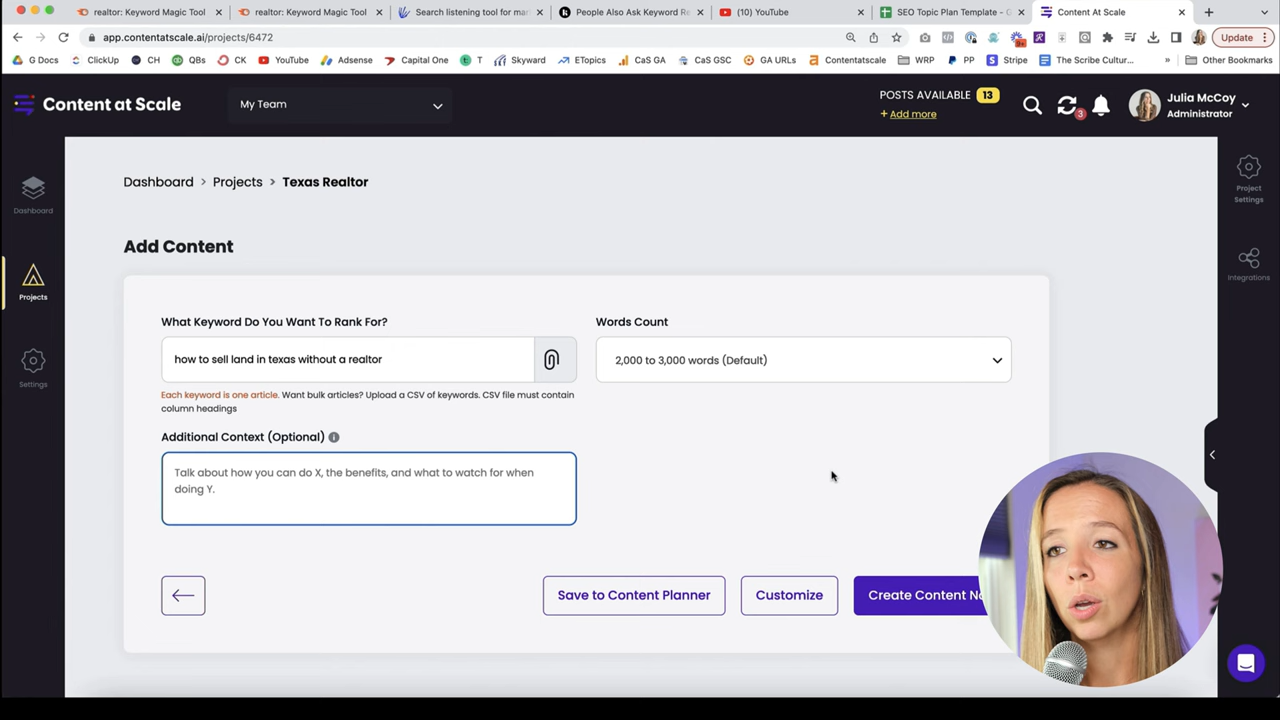 realtor: Keyword Magic Tool
realtor: Keyword Magic Tool
Search listening tool for mar
People Also Ask Keyword Re
(10) YouTube
SEO Topic Plan Template – G
Content At Scale
app.contentatscale.ai/projects/6472
Update
G Docs
ClickUp
CH
QBs
CK
YouTube
Adsense
Capital One
T
Skyward
ETopics
CaS GA
CaS GSC
GA URLs
Contentatscale
WRP
PP
Stripe
The Scribe Cultur...
Other Bookmarks
Content at Scale
My Team
POSTS AVAILABLE 13
+ Add more
3
Julia McCoy
Administrator
Dashboard
Projects
Settings
Project
Settings
Integrations
Dashboard > Projects > Texas Realtor
Add Content
What Keyword Do You Want To Rank For?
how to sell land in texas without a realtor
Each keyword is one article. Want bulk articles? Upload a CSV of keywords. CSV file must contain
column headings
Words Count
2,000 to 3,000 words (Default)
Additional Context (Optional)
Talk about how you can do X, the benefits, and what to watch for when
doing Y.
Save to Content Planner
Customize
Create Content No